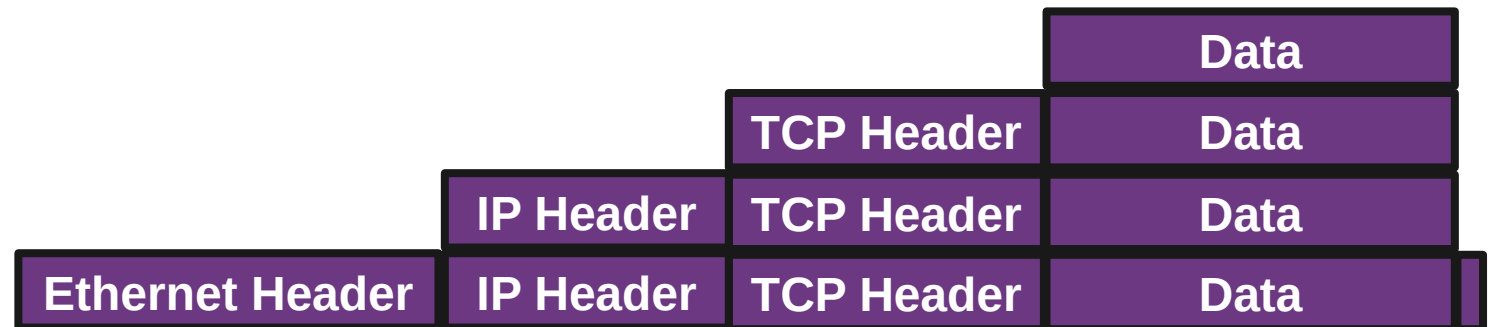 Data
TCP Header Data
IP Header TCP Header Data
Ethernet Header IP Header TCP Header Data